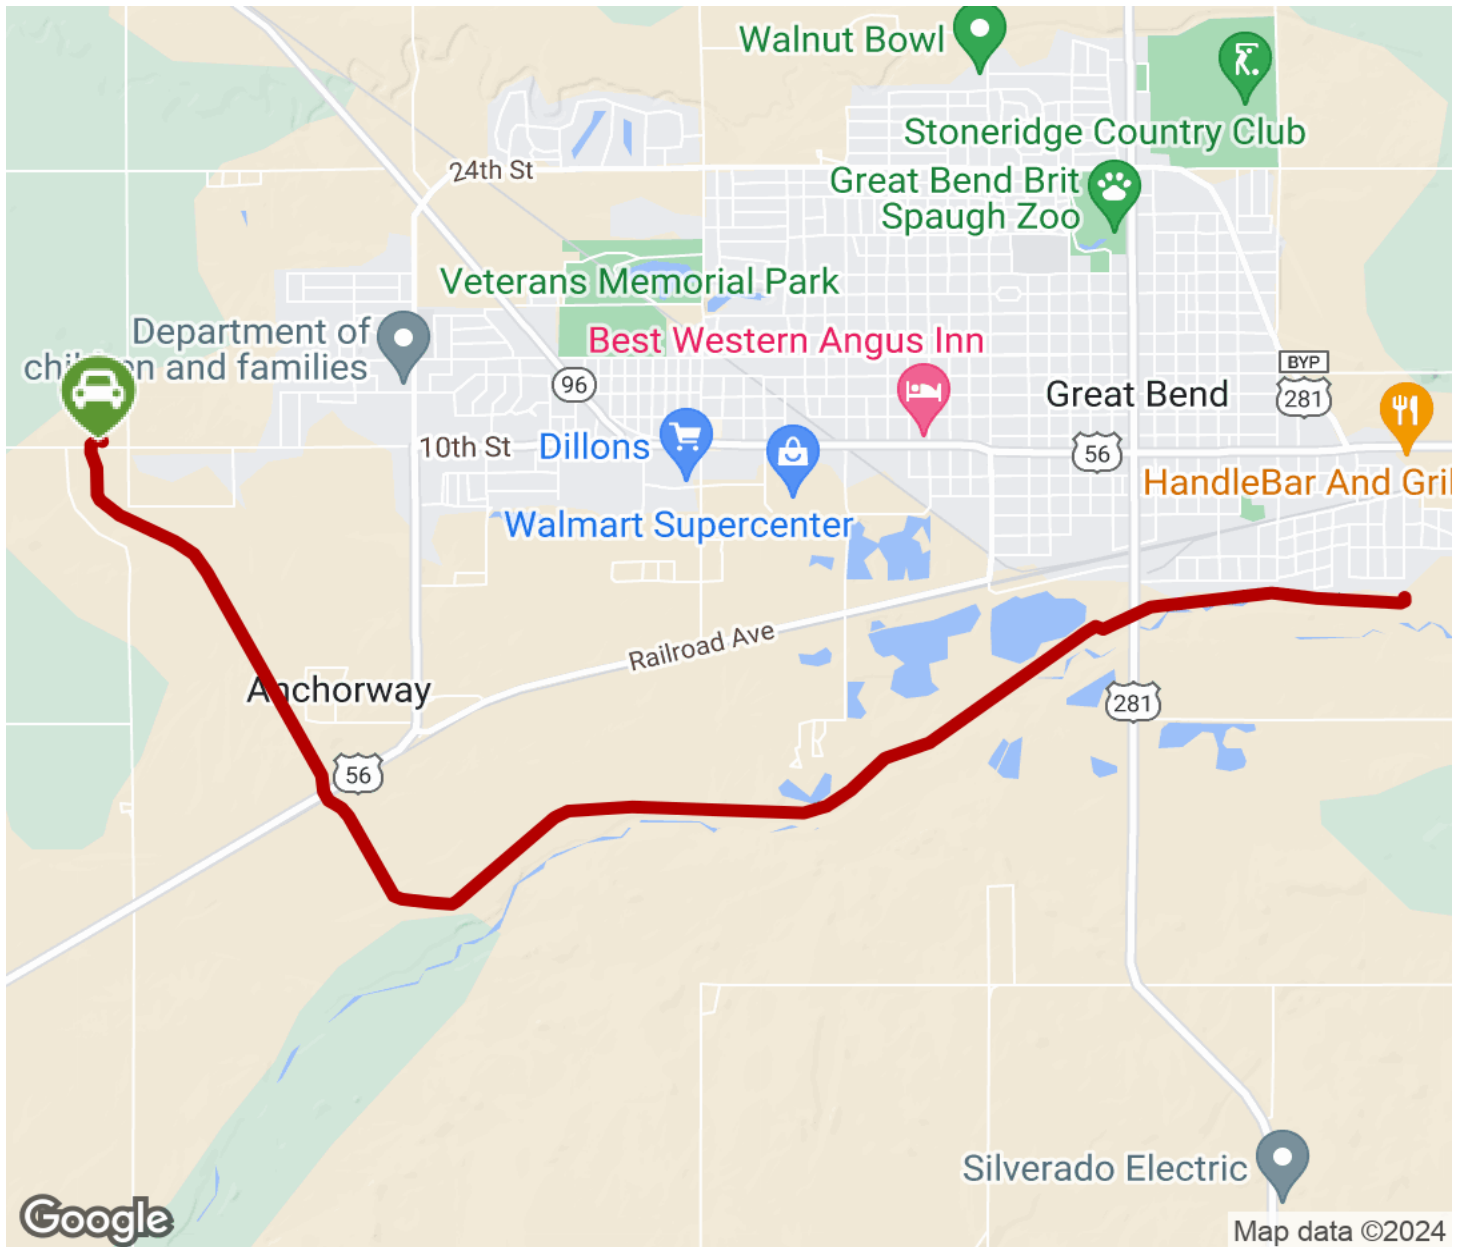 Walnut Bowl
Stoneridge Country Club
24th St
Great Bend Brit
Spaugh Zoo
Veterans Memorial Park
Department of
children and families
Best Western Angus Inn
96
BYP
281
Great Bend
10th St
Dillons
56
HandleBar And Gril
Walmart Supercenter
Railroad Ave
Anchorway
281
56
Silverado Electric
Google
Map data ©2024